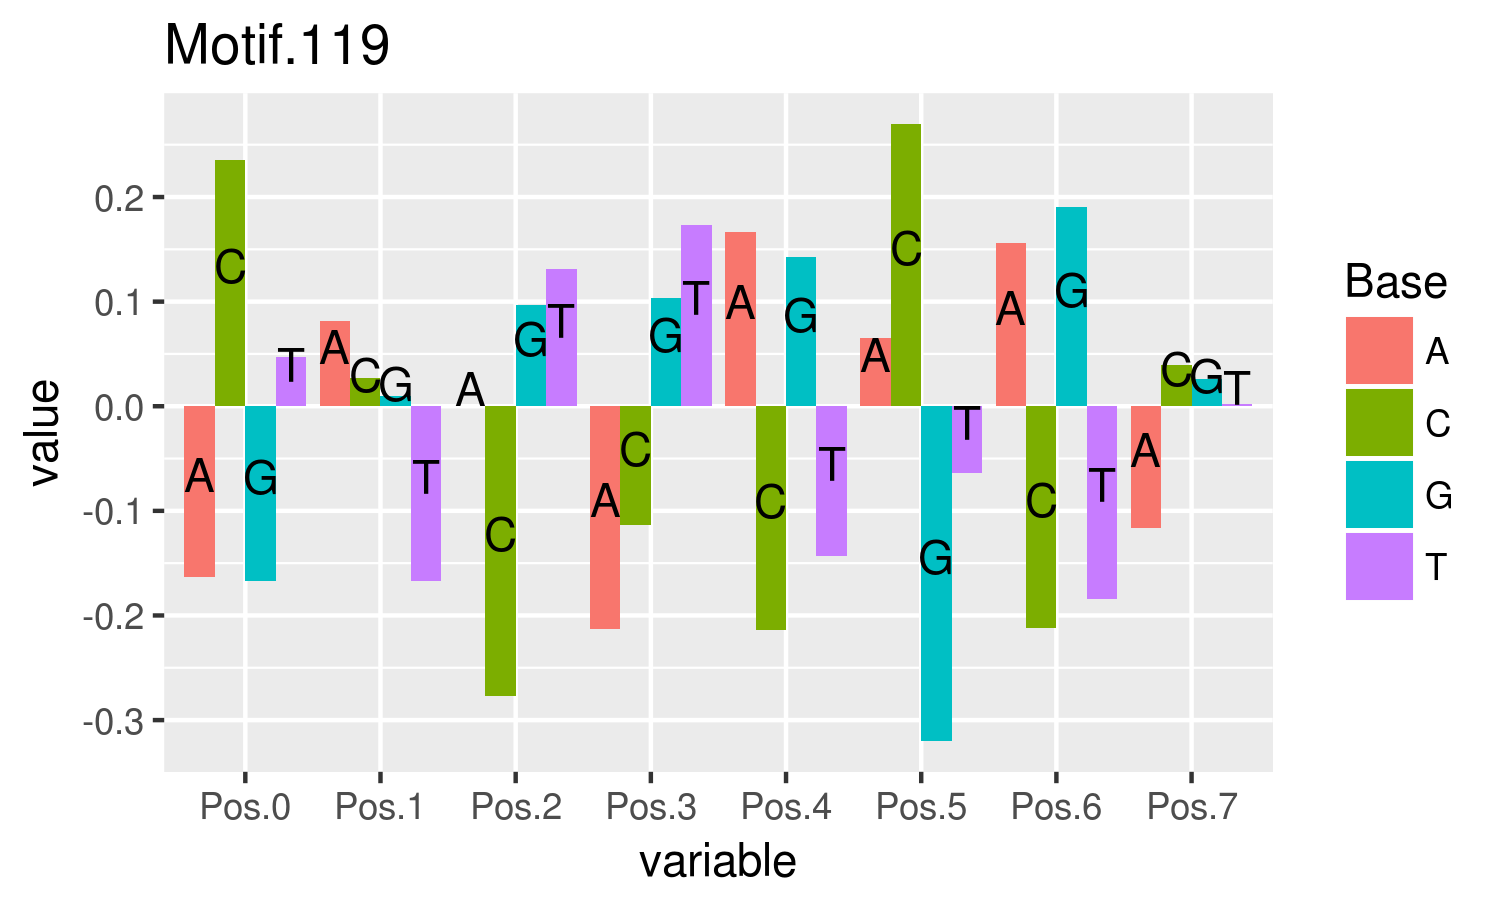 Motif.119
value
0.2
0.1
0.0
-0.1
-0.2
-0.3
A C G T A C G T A C G T A C G T A C G T A C G T A C G T A C G T
Pos.0 Pos.1 Pos.2 Pos.3 Pos.4 Pos.5 Pos.6 Pos.7
variable
Base
A
C
G
T